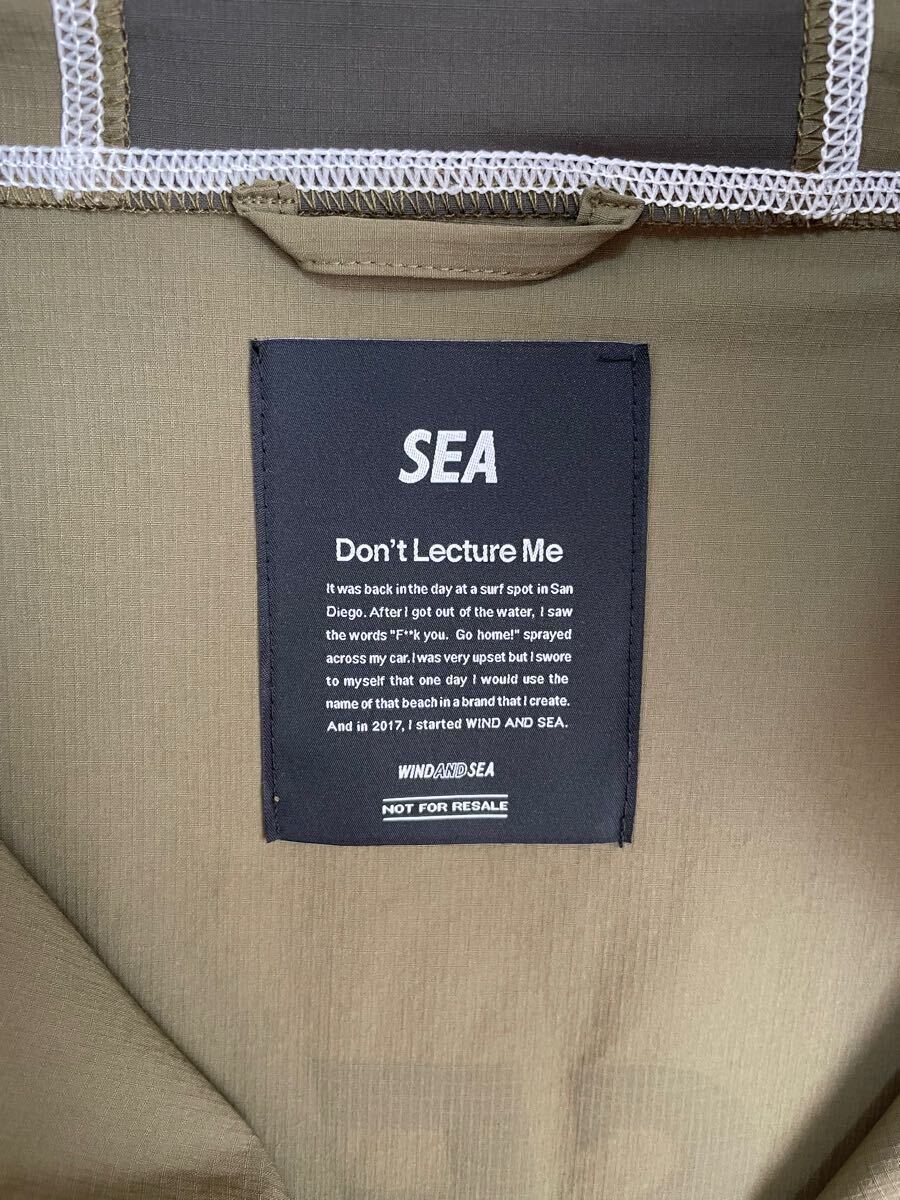 SEA
Don't Lecture Me
It was back in the day at a surf spot in San
Diego. After I got out of the water, I saw
the words "F**k you. Go home!" sprayed
across my car. I was very upset but I swore
to myself that one day I would use the
name of that beach in a brand that I create.
And in 2017, I started WIND AND SEA.
WINDANDSEA
NOT FOR RESALE